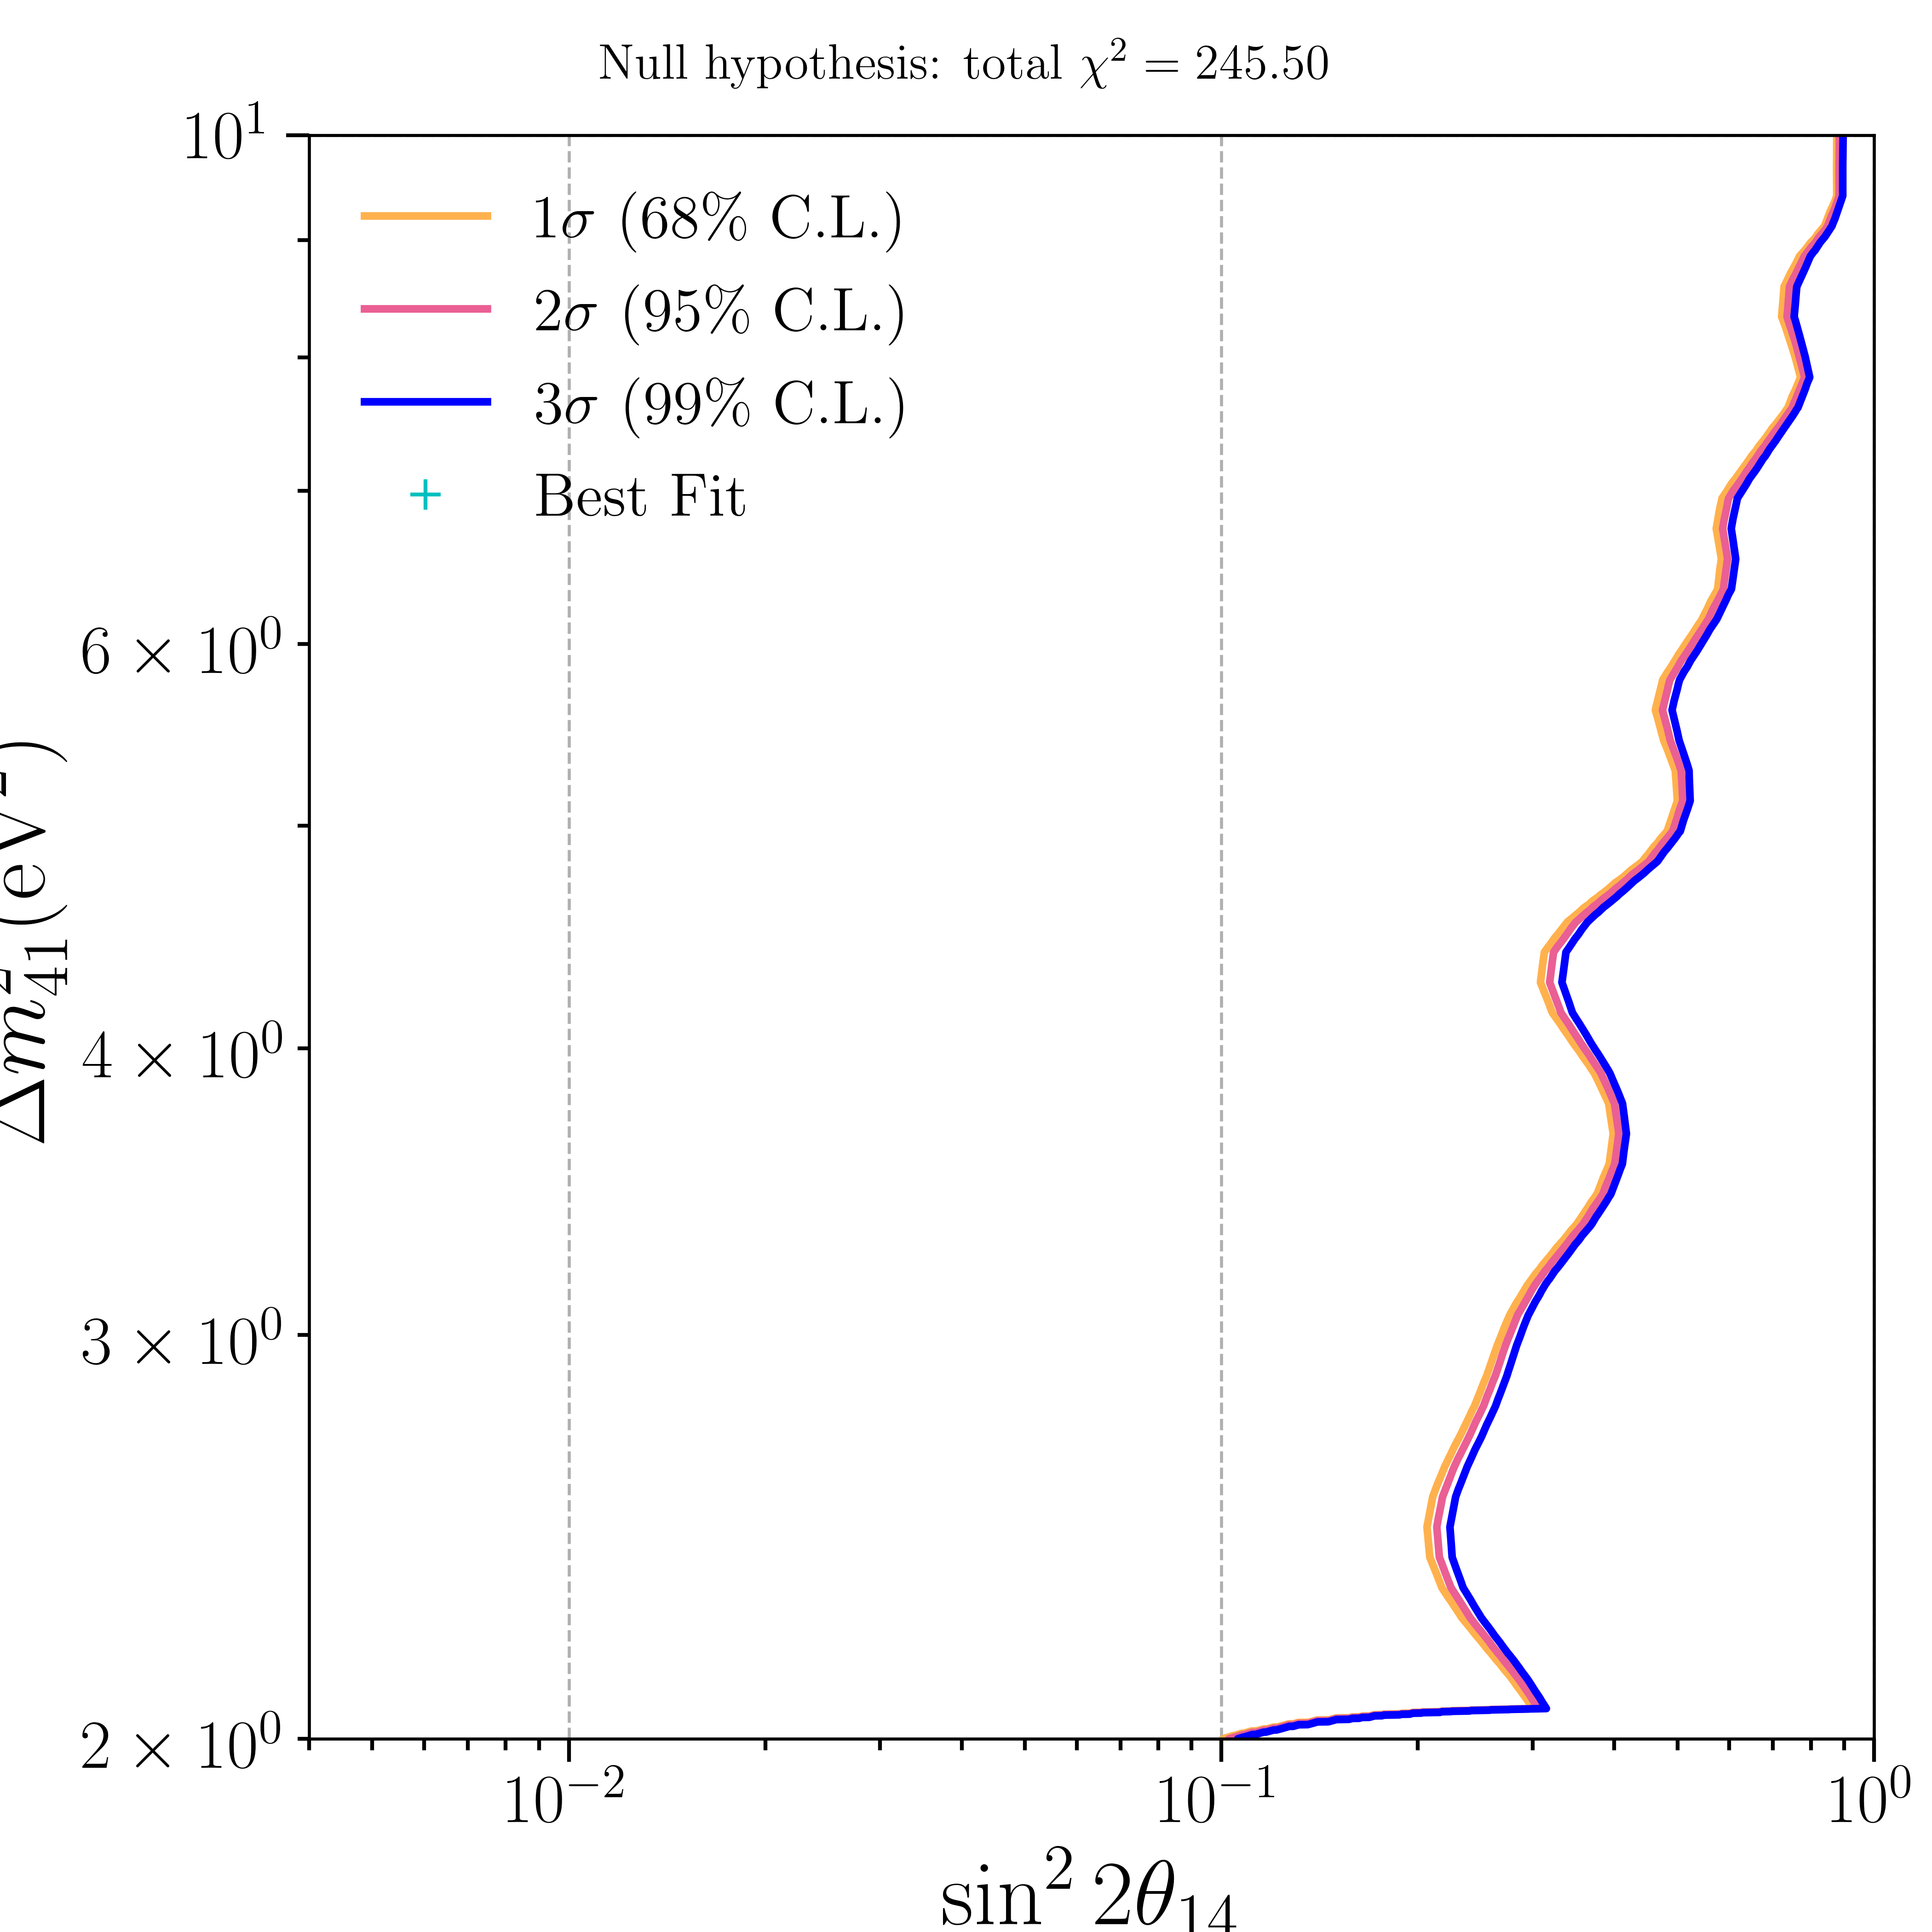 Null hypothesis: total χ² = 245.50
10¹
1σ (68% C.L.)
2σ (95% C.L.)
3σ (99% C.L.)
Best Fit
6 × 10⁰
Δm²₄₁(eV²)
4 × 10⁰
3 × 10⁰
2 × 10⁰
10⁻² 10⁻¹ 10⁰
sin² 2θ₁₄